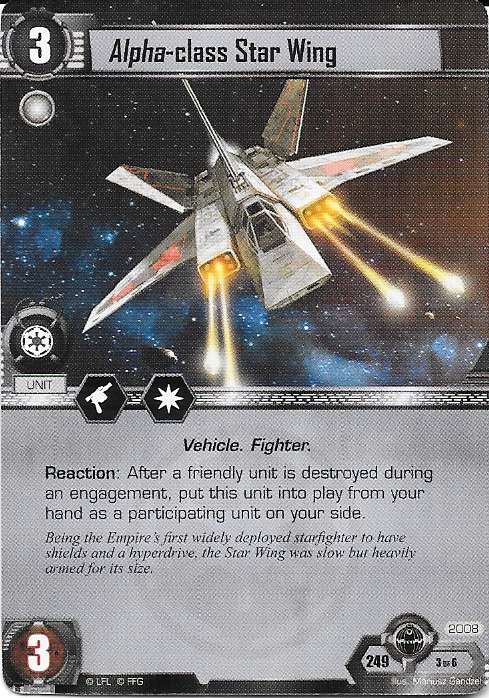 3
Alpha-class Star Wing
UNIT
Vehicle. Fighter.
Reaction: After a friendly unit is destroyed during
an engagement, put this unit into play from your
hand as a participating unit on your side.
Being the Empire's first widely deployed starfighter to have
shields and a hyperdrive, the Star Wing was slow but heavily
armed for its size.
3
2008
249
3 OF 6
© LFL © FFG
Illus. Mariusz Gandzel